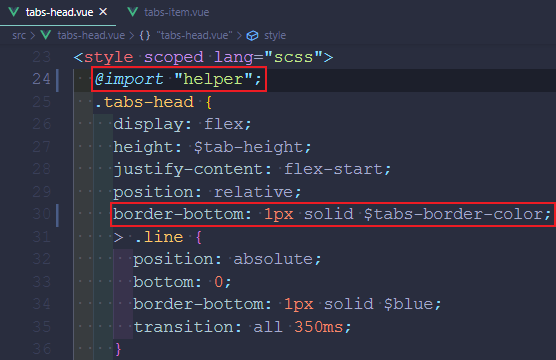 tabs-head.vue × tabs-item.vue
src > tabs-head.vue > {} "tabs-head.vue" > style
23 <style scoped lang="scss">
24 @import "helper";
25 .tabs-head {
26 display: flex;
27 height: $tab-height;
28 justify-content: flex-start;
29 position: relative;
30 border-bottom: 1px solid $tabs-border-color;
31 > .line {
32 position: absolute;
33 bottom: 0;
34 border-bottom: 1px solid $blue;
35 transition: all 350ms;
36 }